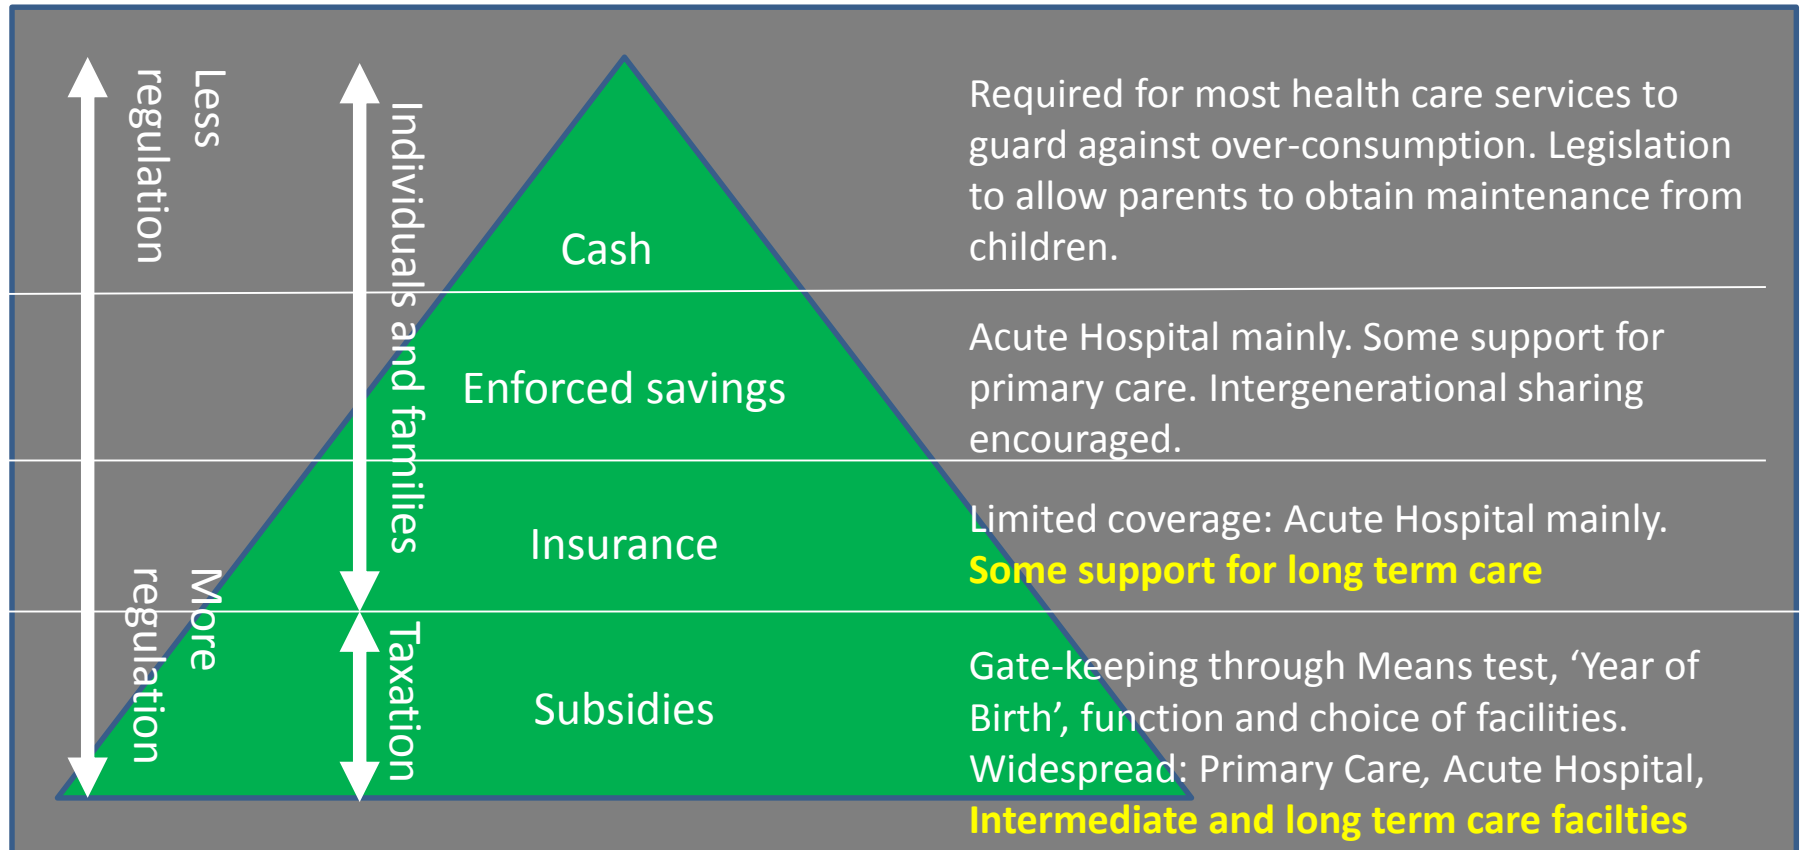 Less
regulation
More
regulation
Individuals and families
Taxation
Cash
Required for most health care services to
guard against over-consumption. Legislation
to allow parents to obtain maintenance from
children.
Enforced savings
Acute Hospital mainly. Some support for
primary care. Intergenerational sharing
encouraged.
Insurance
Limited coverage: Acute Hospital mainly.
Some support for long term care
Subsidies
Gate-keeping through Means test, ‘Year of
Birth’, function and choice of facilities.
Widespread: Primary Care, Acute Hospital,
Intermediate and long term care facilties